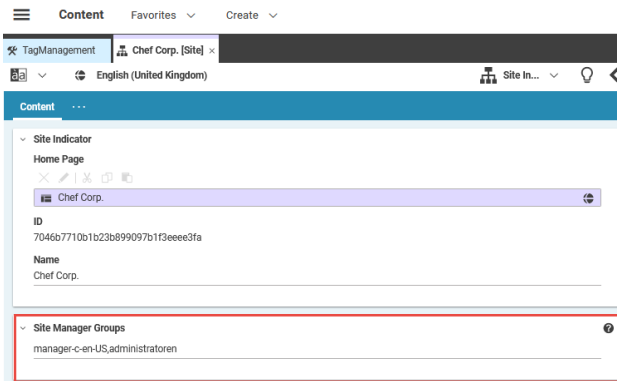 Content Favorites Create
TagManagement Chef Corp. [Site] ×
āa English (United Kingdom) Site In...
Content ...
Site Indicator
Home Page
Chef Corp.
ID
7046b7710b1b23b899097b1f3eeee3fa
Name
Chef Corp.
Site Manager Groups
manager-c-en-US,administratoren